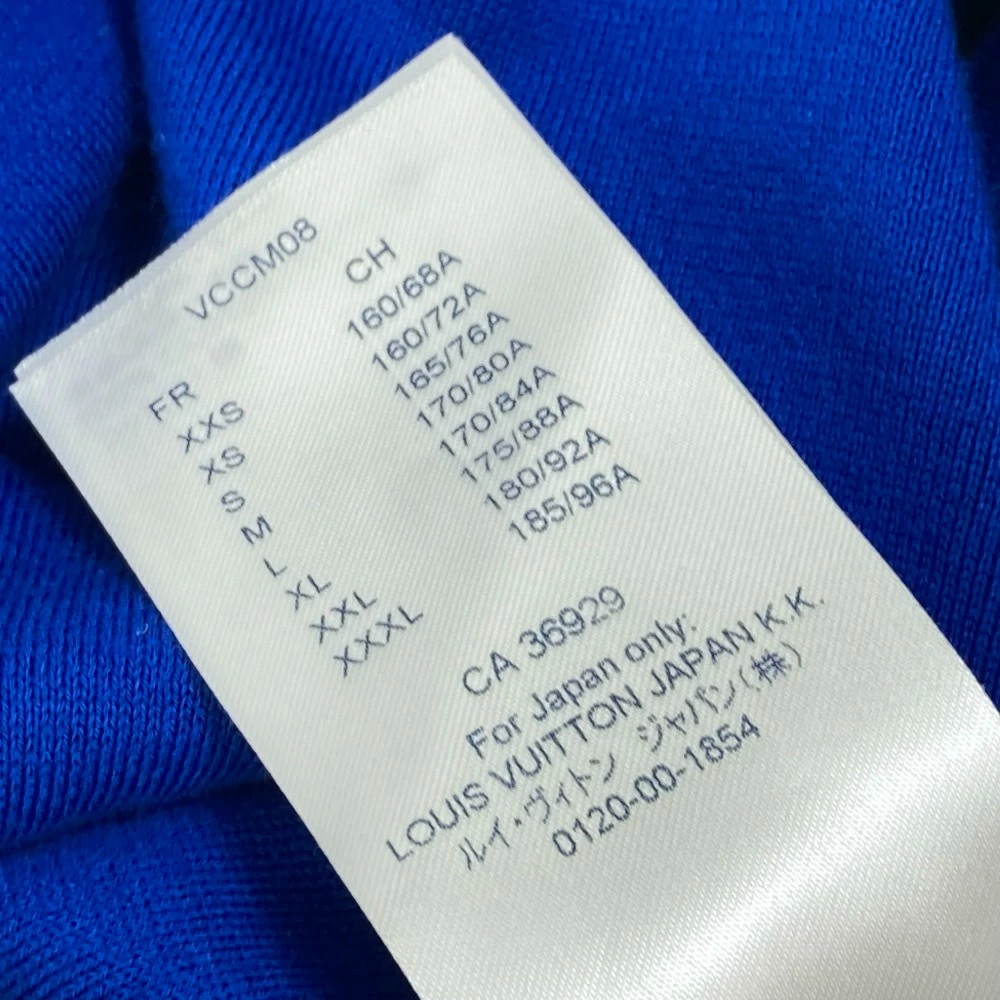 VCCM08
FR CH
XXS 160/68A
XS 160/72A
S 165/76A
M 170/80A
L 170/84A
XL 175/88A
XXL 180/92A
XXXL 185/96A
CA 36929
For Japan only:
LOUIS VUITTON JAPAN K.K.
ルイ・ヴィトン ジャパン(株)
0120-00-1854